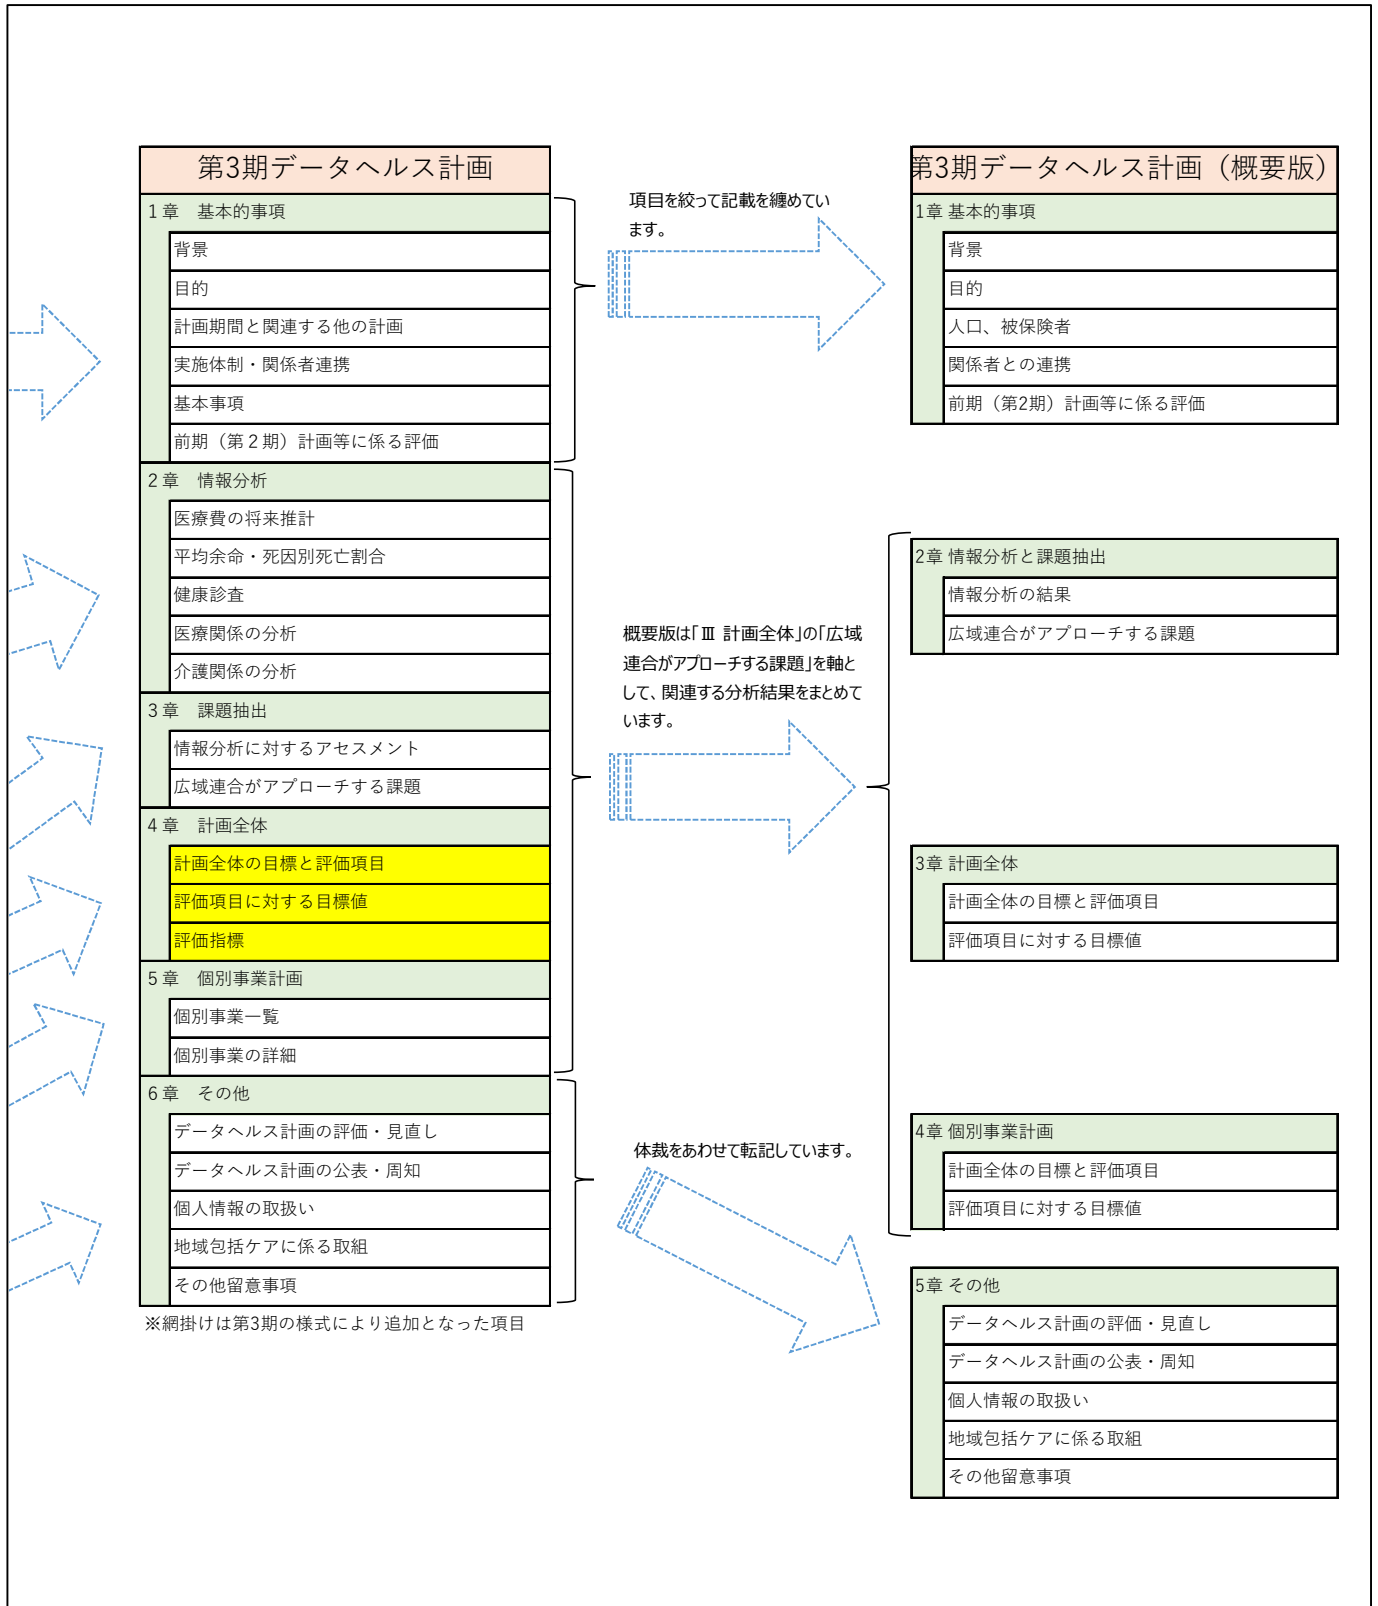 第3期データヘルス計画
1章　基本的事項
背景
目的
計画期間と関連する他の計画
実施体制・関係者連携
基本事項
前期（第２期）計画等に係る評価
2章　情報分析
医療費の将来推計
平均余命・死因別死亡割合
健康診査
医療関係の分析
介護関係の分析
3章　課題抽出
情報分析に対するアセスメント
広域連合がアプローチする課題
4章　計画全体
計画全体の目標と評価項目
評価項目に対する目標値
評価指標
5章　個別事業計画
個別事業一覧
個別事業の詳細
6章　その他
データヘルス計画の評価・見直し
データヘルス計画の公表・周知
個人情報の取扱い
地域包括ケアに係る取組
その他留意事項
※網掛けは第3期の様式により追加となった項目
項目を絞って記載を纏めてい
ます。
概要版は「Ⅲ 計画全体」の「広域
連合がアプローチする課題」を軸と
して、関連する分析結果をまとめて
います。
体裁をあわせて転記しています。
第3期データヘルス計画（概要版）
1章 基本的事項
背景
目的
人口、被保険者
関係者との連携
前期（第2期）計画等に係る評価
2章 情報分析と課題抽出
情報分析の結果
広域連合がアプローチする課題
3章 計画全体
計画全体の目標と評価項目
評価項目に対する目標値
4章 個別事業計画
計画全体の目標と評価項目
評価項目に対する目標値
5章 その他
データヘルス計画の評価・見直し
データヘルス計画の公表・周知
個人情報の取扱い
地域包括ケアに係る取組
その他留意事項